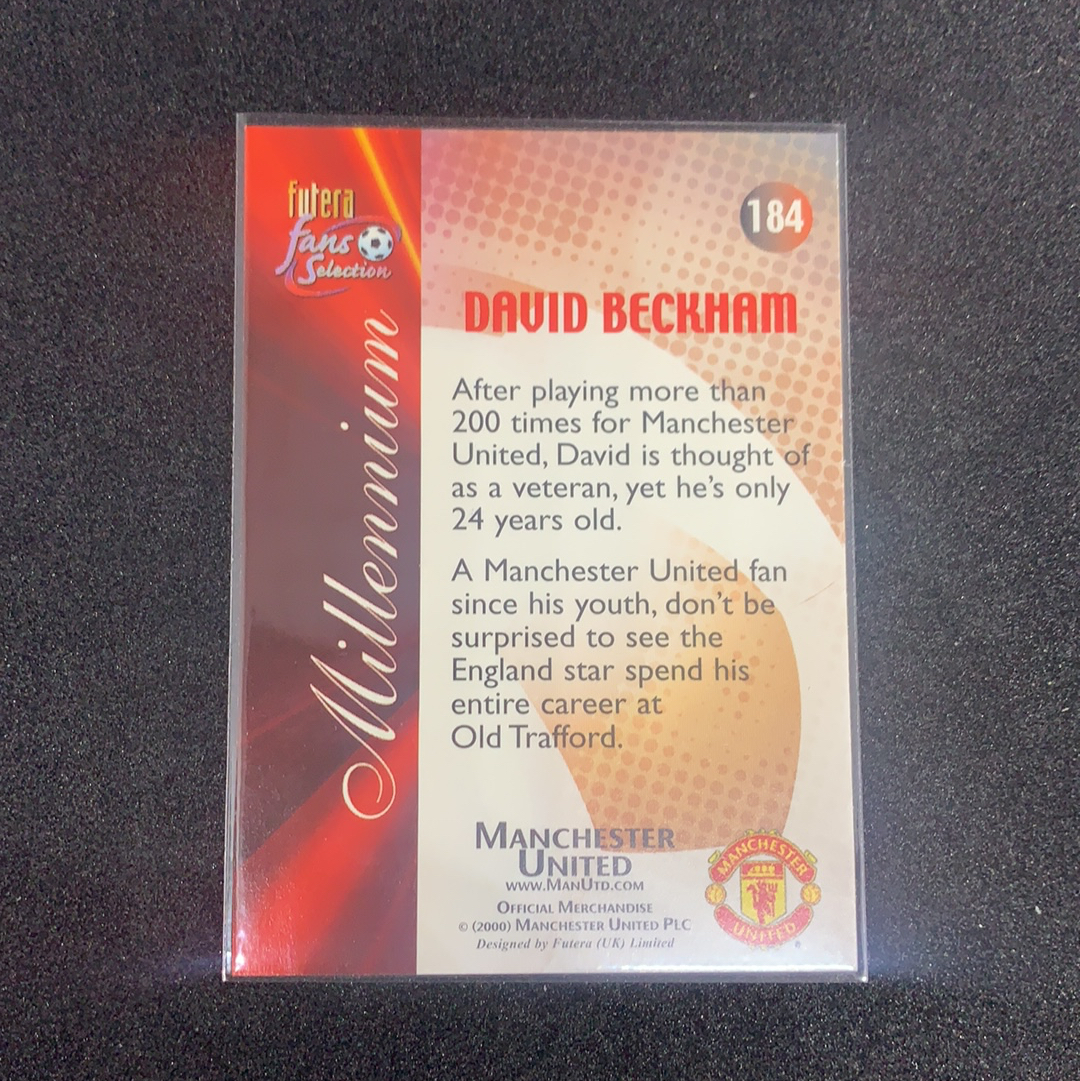 futera
fans
Selection
184
Millennium
DAVID BECKHAM
After playing more than
200 times for Manchester
United, David is thought of
as a veteran, yet he's only
24 years old.
A Manchester United fan
since his youth, don't be
surprised to see the
England star spend his
entire career at
Old Trafford.
MANCHESTER
UNITED
WWW.MANUTD.COM
OFFICIAL MERCHANDISE
© (2000) MANCHESTER UNITED PLC
Designed by Futera (UK) Limited
MANCHESTER
UNITED
®